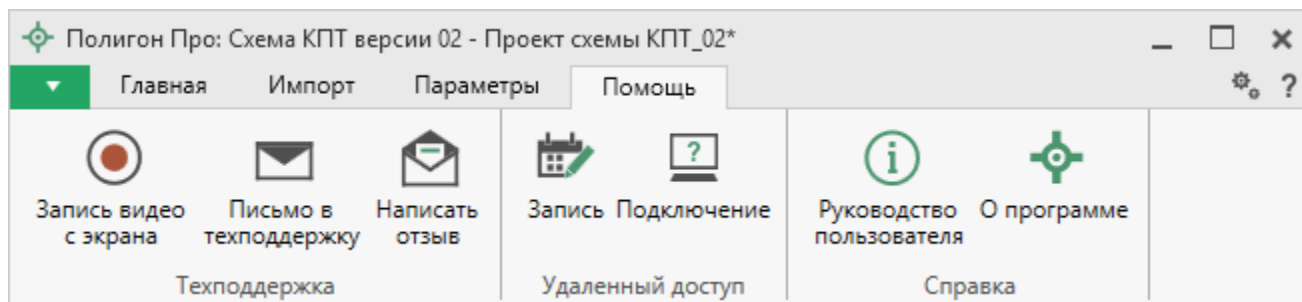 Полигон Про: Схема КПТ версии 02 - Проект схемы КПТ_02*
Главная Импорт Параметры Помощь ?
?
Запись видео Письмо в Написать Запись Подключение Руководство О программе
с экрана техподдержку отзыв пользователя
Техподдержка Удаленный доступ Справка